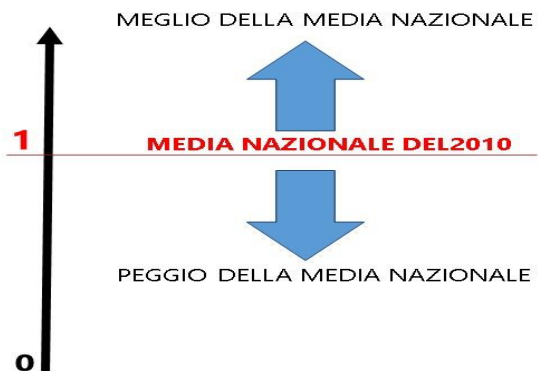 MEGLIO DELLA MEDIA NAZIONALE
1
MEDIA NAZIONALE DEL2010
PEGGIO DELLA MEDIA NAZIONALE
0